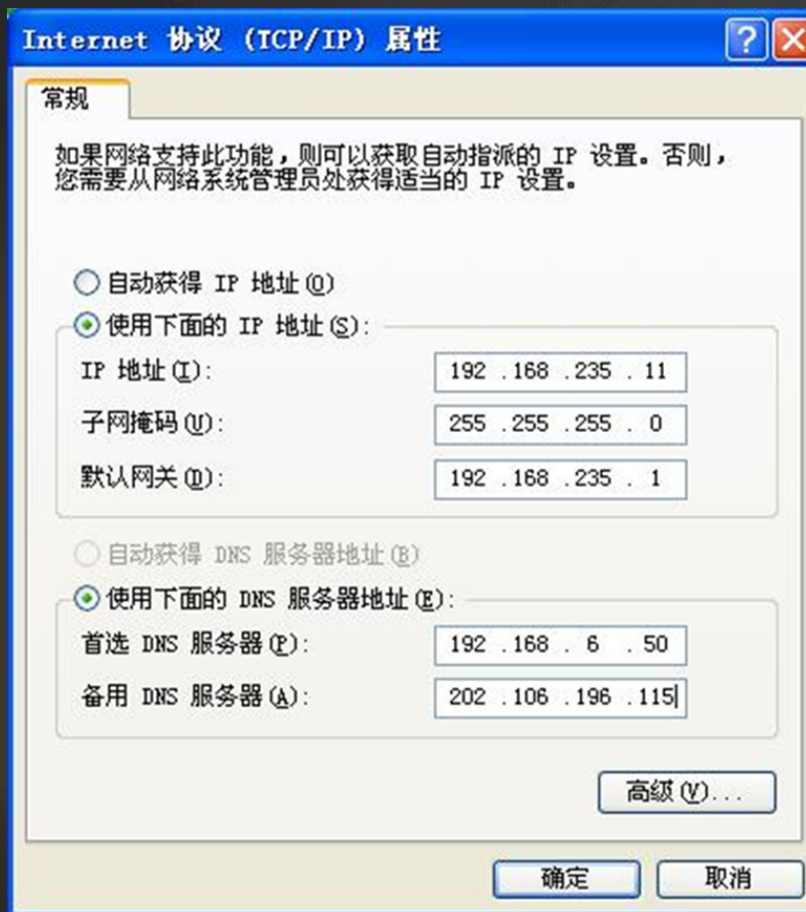 Internet 协议 (TCP/IP) 属性
常规
如果网络支持此功能，则可以获取自动指派的 IP 设置。否则，
您需要从网络系统管理员处获得适当的 IP 设置。
自动获得 IP 地址(O)
使用下面的 IP 地址(S):
IP 地址(I): 192 .168 .235 . 11
子网掩码(U): 255 .255 .255 . 0
默认网关(D): 192 .168 .235 . 1
自动获得 DNS 服务器地址(B)
使用下面的 DNS 服务器地址(E):
首选 DNS 服务器(P): 192 .168 . 6 . 50
备用 DNS 服务器(A): 202 .106 .196 .115
高级(V)...
确定 取消